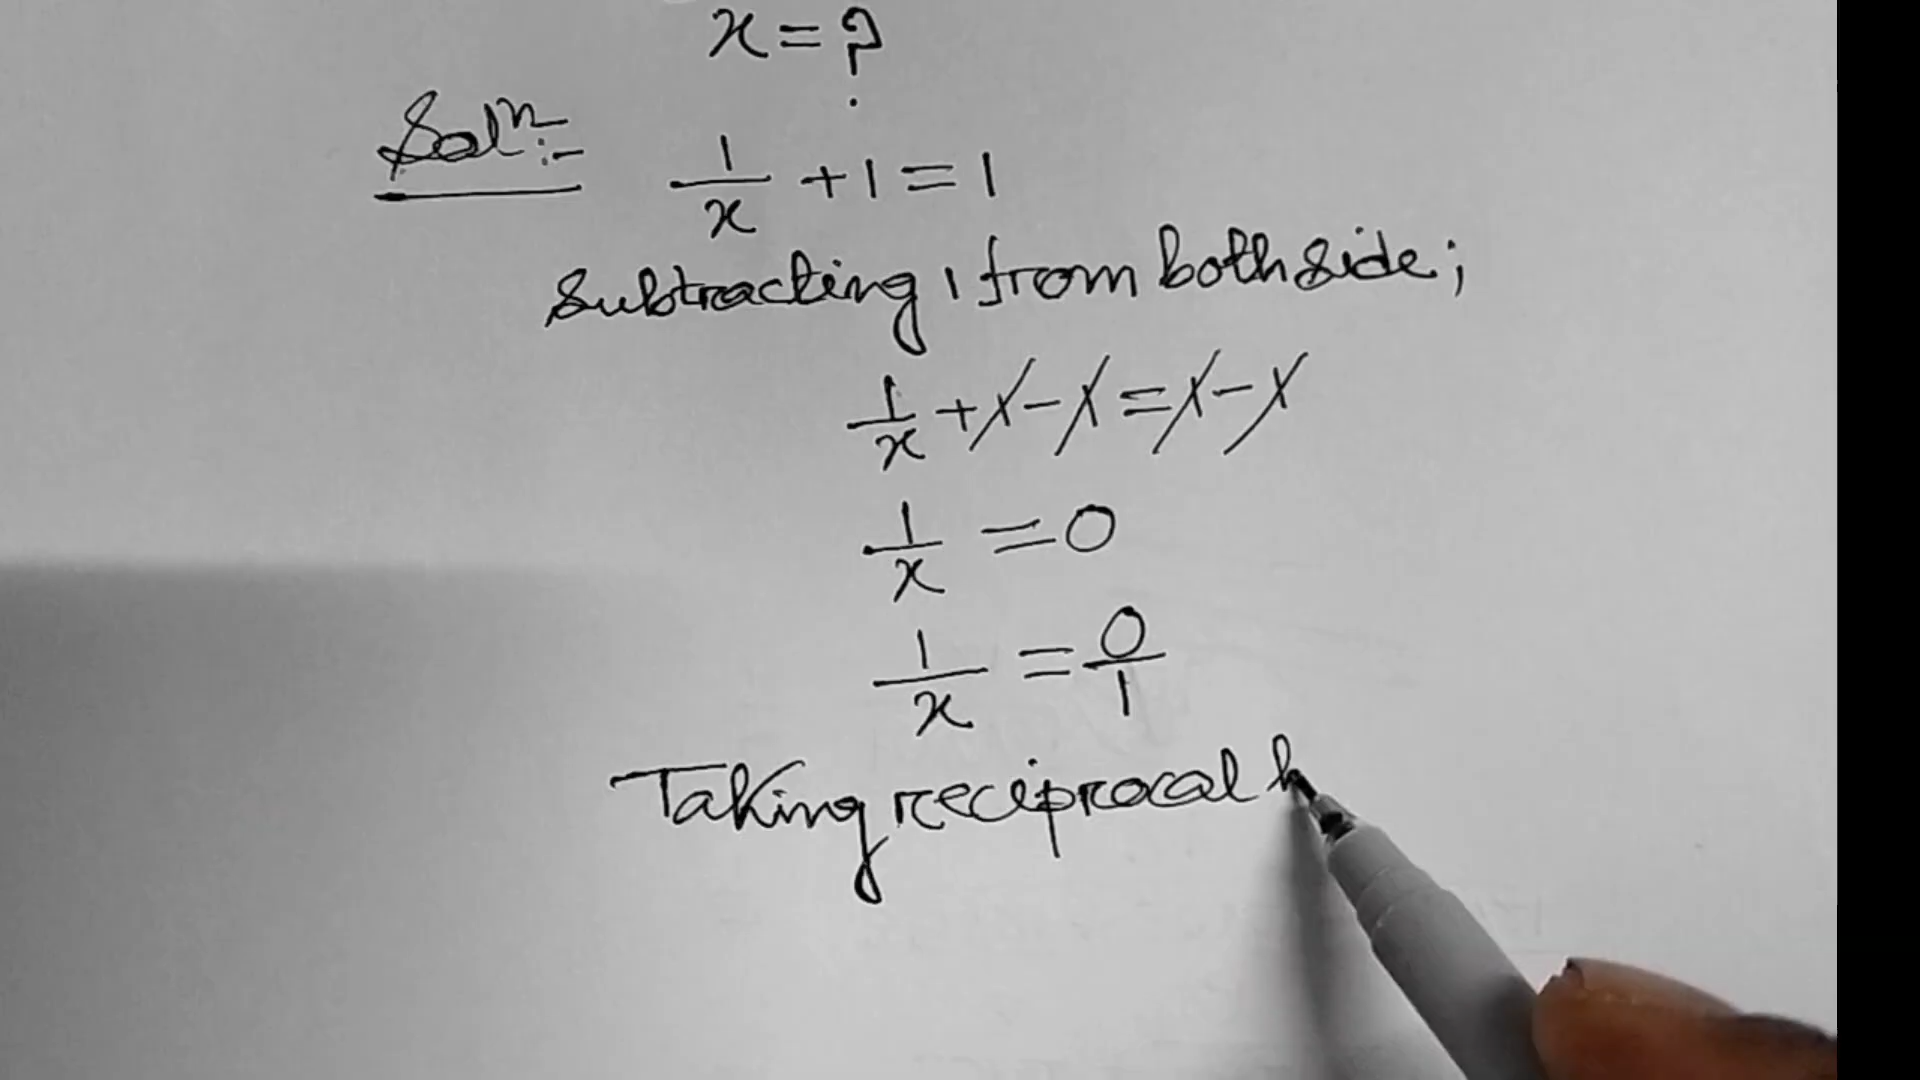 x = ?
Solⁿ:-
1/x + 1 = 1
Subtracting 1 from both side;
1/x + 1 - 1 = 1 - 1
1/x = 0
1/x = 0/1
Taking reciprocal b